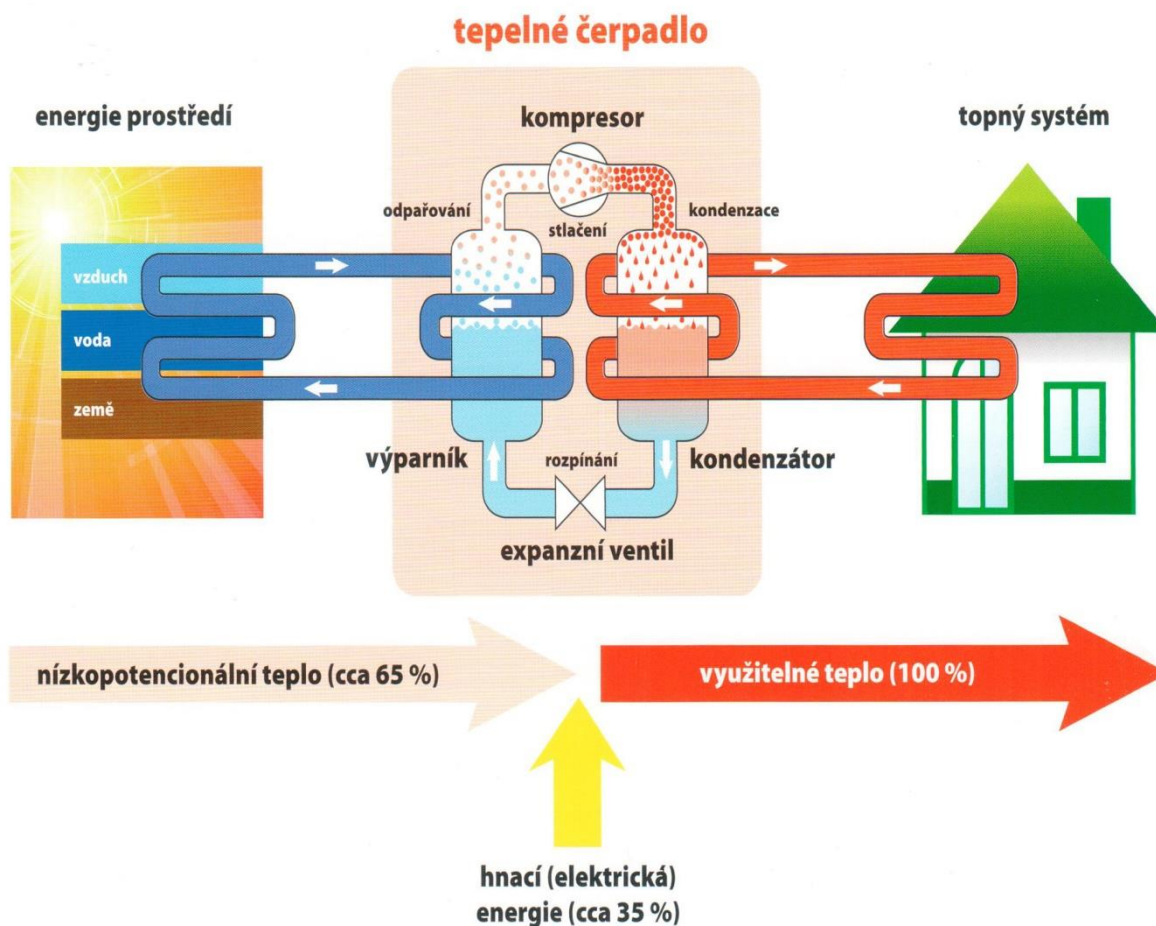 tepelné čerpadlo
energie prostředí
kompresor
topný systém
odpařování
stlačení
kondenzace
vzduch
voda
země
výparník
rozpínání
kondenzátor
expanzní ventil
nízkopotencionální teplo (cca 65 %)
využitelné teplo (100 %)
hnací (elektrická)
energie (cca 35 %)